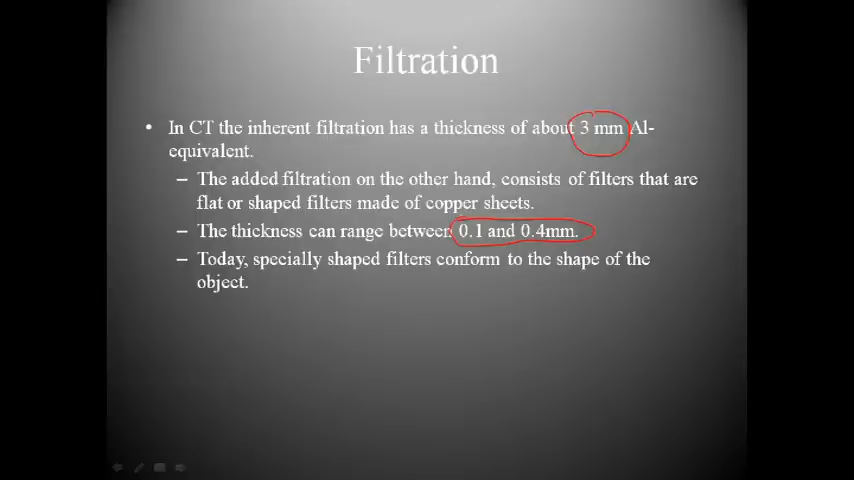 Filtration
• In CT the inherent filtration has a thickness of about 3 mm Al-
equivalent.
– The added filtration on the other hand, consists of filters that are
flat or shaped filters made of copper sheets.
– The thickness can range between 0.1 and 0.4mm.
– Today, specially shaped filters conform to the shape of the
object.